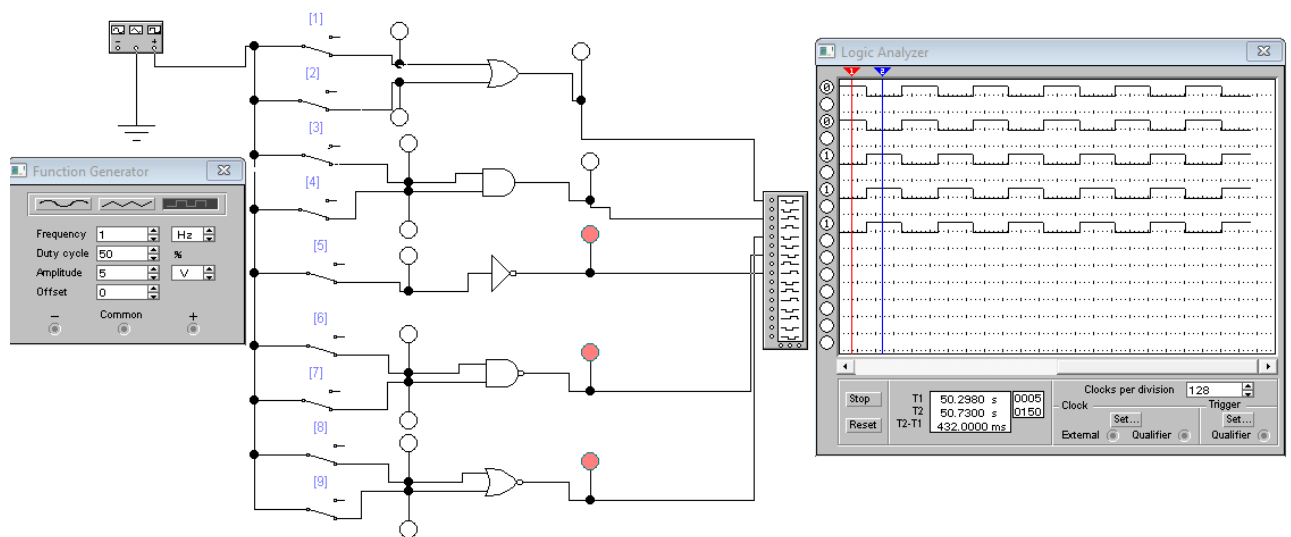 [1]
[2]
[3]
[4]
[5]
[6]
[7]
[8]
[9]
− +
Function Generator
Frequency 1 Hz
Duty cycle 50 %
Amplitude 5 V
Offset 0
− Common +
Logic Analyzer
1 2
0
0
1
1
1
Stop
Reset
T1 50.2980 s 0005
T2 50.7300 s 0150
T2-T1 432.0000 ms
Clocks per division 128
Clock
Set...
External Qualifier
Trigger
Set...
Qualifier